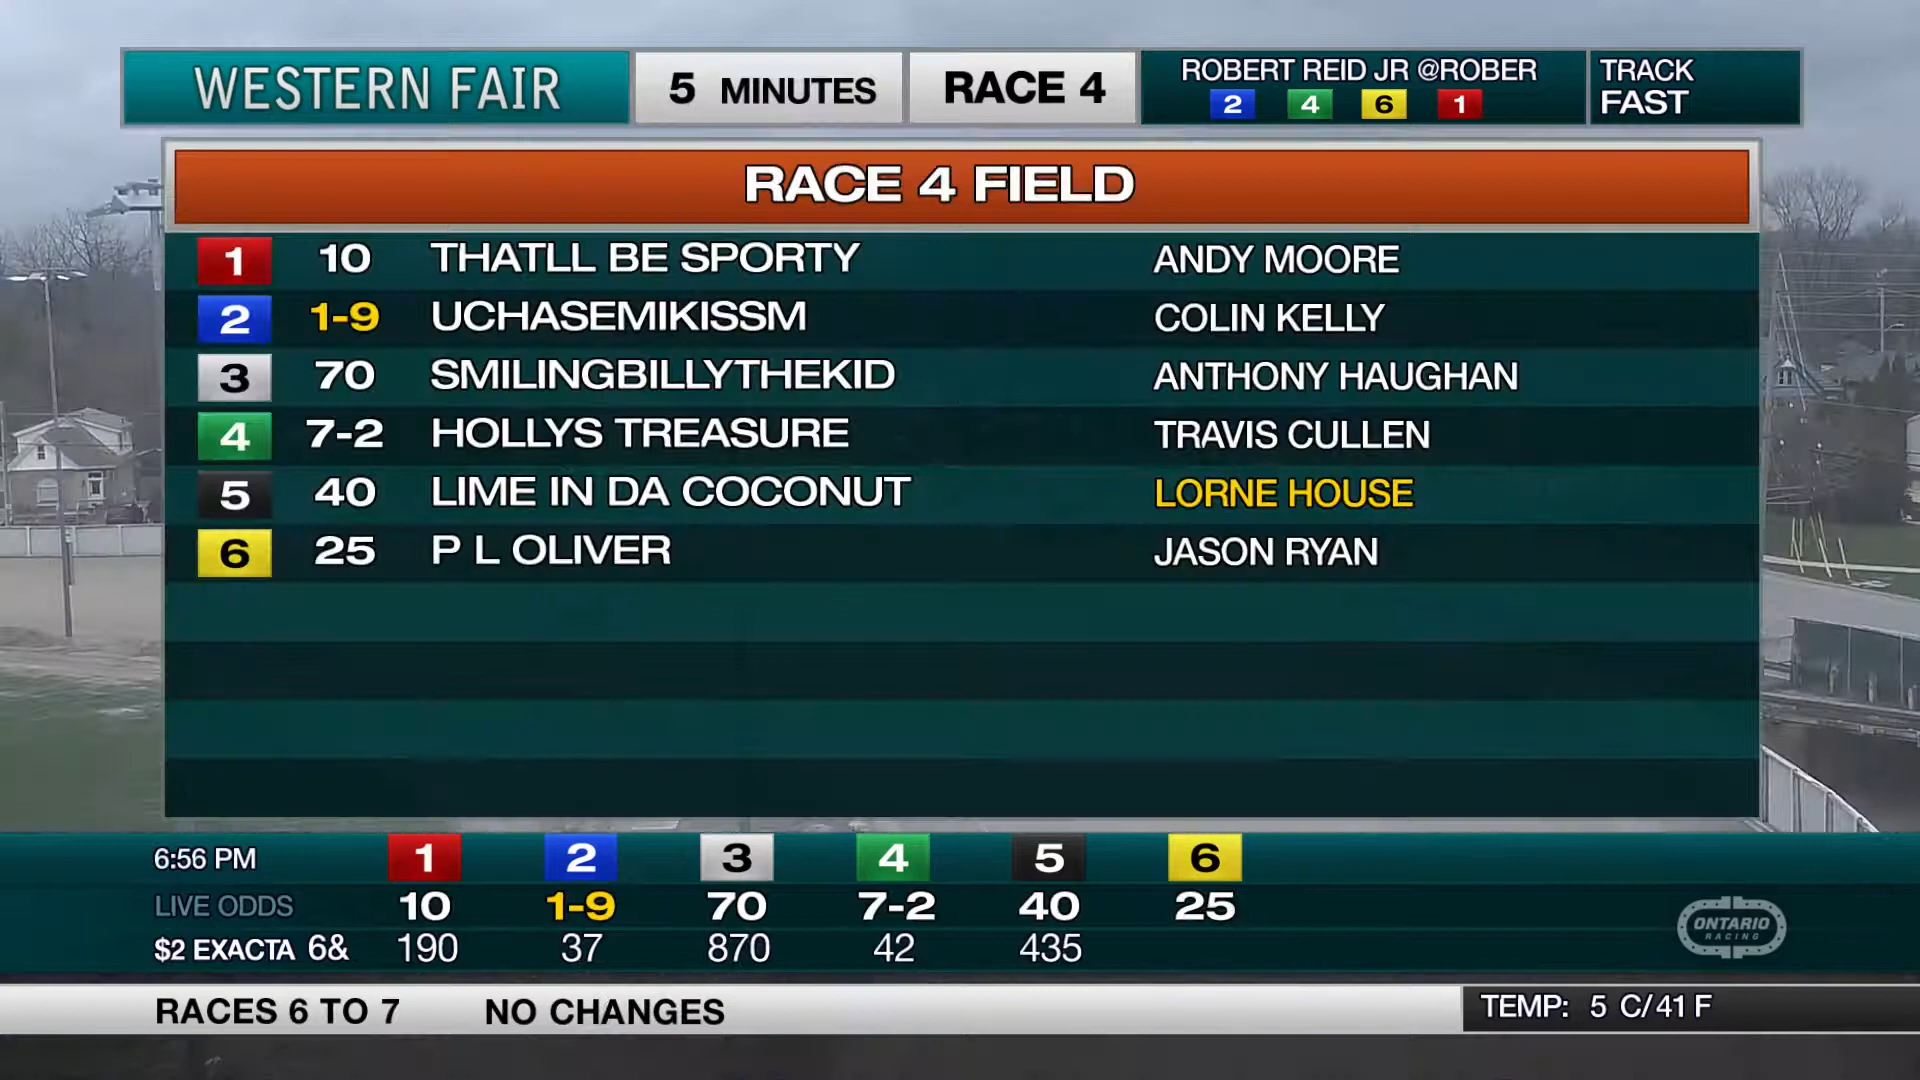 WESTERN FAIR
5 MINUTES
RACE 4
ROBERT REID JR @ROBER
2 4 6 1
TRACK
FAST
RACE 4 FIELD
1 10 THATLL BE SPORTY ANDY MOORE
2 1-9 UCHASEMIKISSM COLIN KELLY
3 70 SMILINGBILLYTHEKID ANTHONY HAUGHAN
4 7-2 HOLLYS TREASURE TRAVIS CULLEN
5 40 LIME IN DA COCONUT LORNE HOUSE
6 25 P L OLIVER JASON RYAN
6:56 PM 1 2 3 4 5 6
LIVE ODDS 10 1-9 70 7-2 40 25
$2 EXACTA 6& 190 37 870 42 435
ONTARIO
RACING
RACES 6 TO 7 NO CHANGES
TEMP: 5 C/41 F